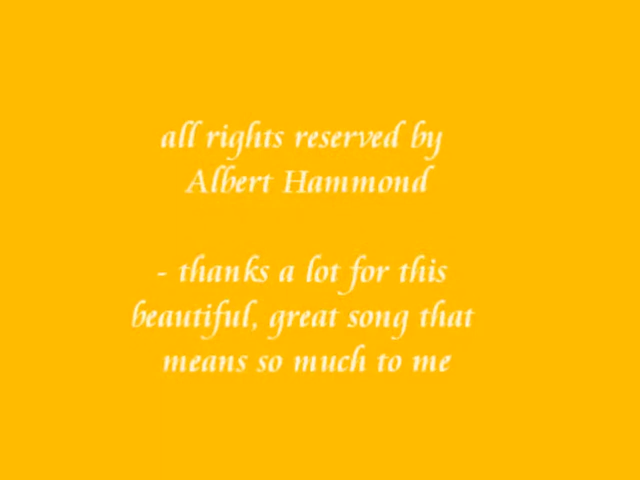 all rights reserved by
Albert Hammond
- thanks a lot for this
beautiful, great song that
means so much to me